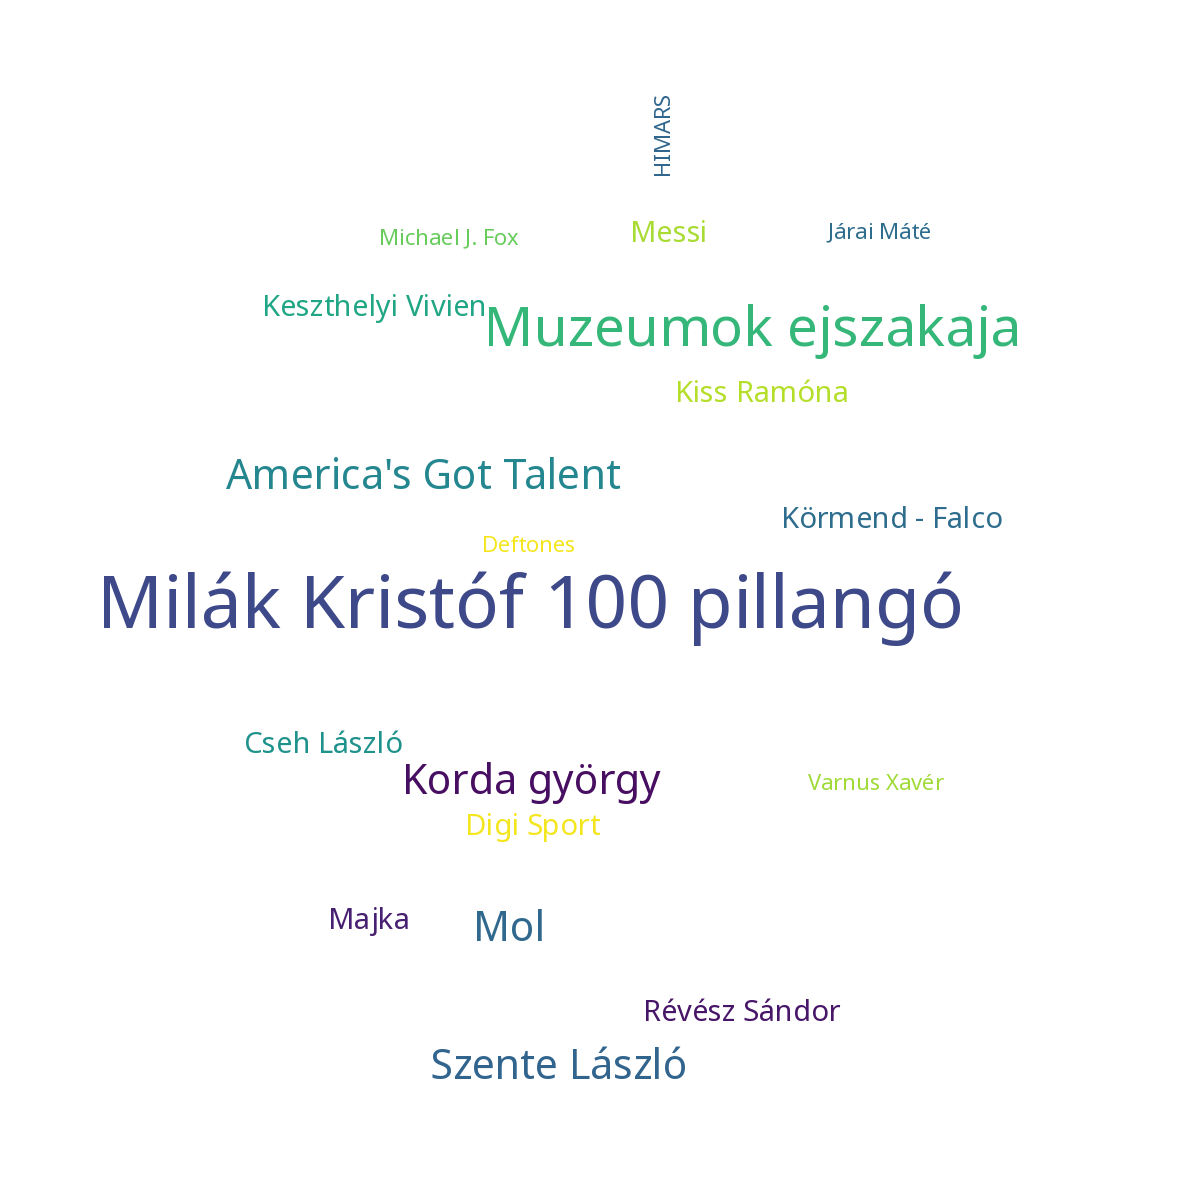 HIMARS
Michael J. Fox
Messi
Járai Máté
Keszthelyi Vivien
Muzeumok ejszakaja
Kiss Ramóna
America's Got Talent
Körmend - Falco
Deftones
Milák Kristóf 100 pillangó
Cseh László
Korda györgy
Varnus Xavér
Digi Sport
Majka
Mol
Révész Sándor
Szente László